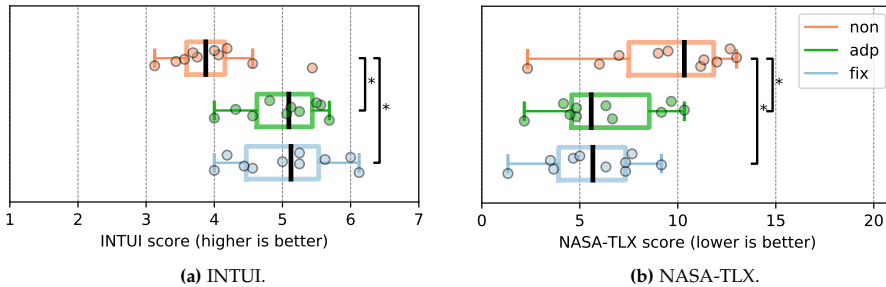 non
adp
fix
*
*
*
*
1 2 3 4 5 6 7
INTUI score (higher is better)
0 5 10 15 20
NASA-TLX score (lower is better)
(a) INTUI.
(b) NASA-TLX.